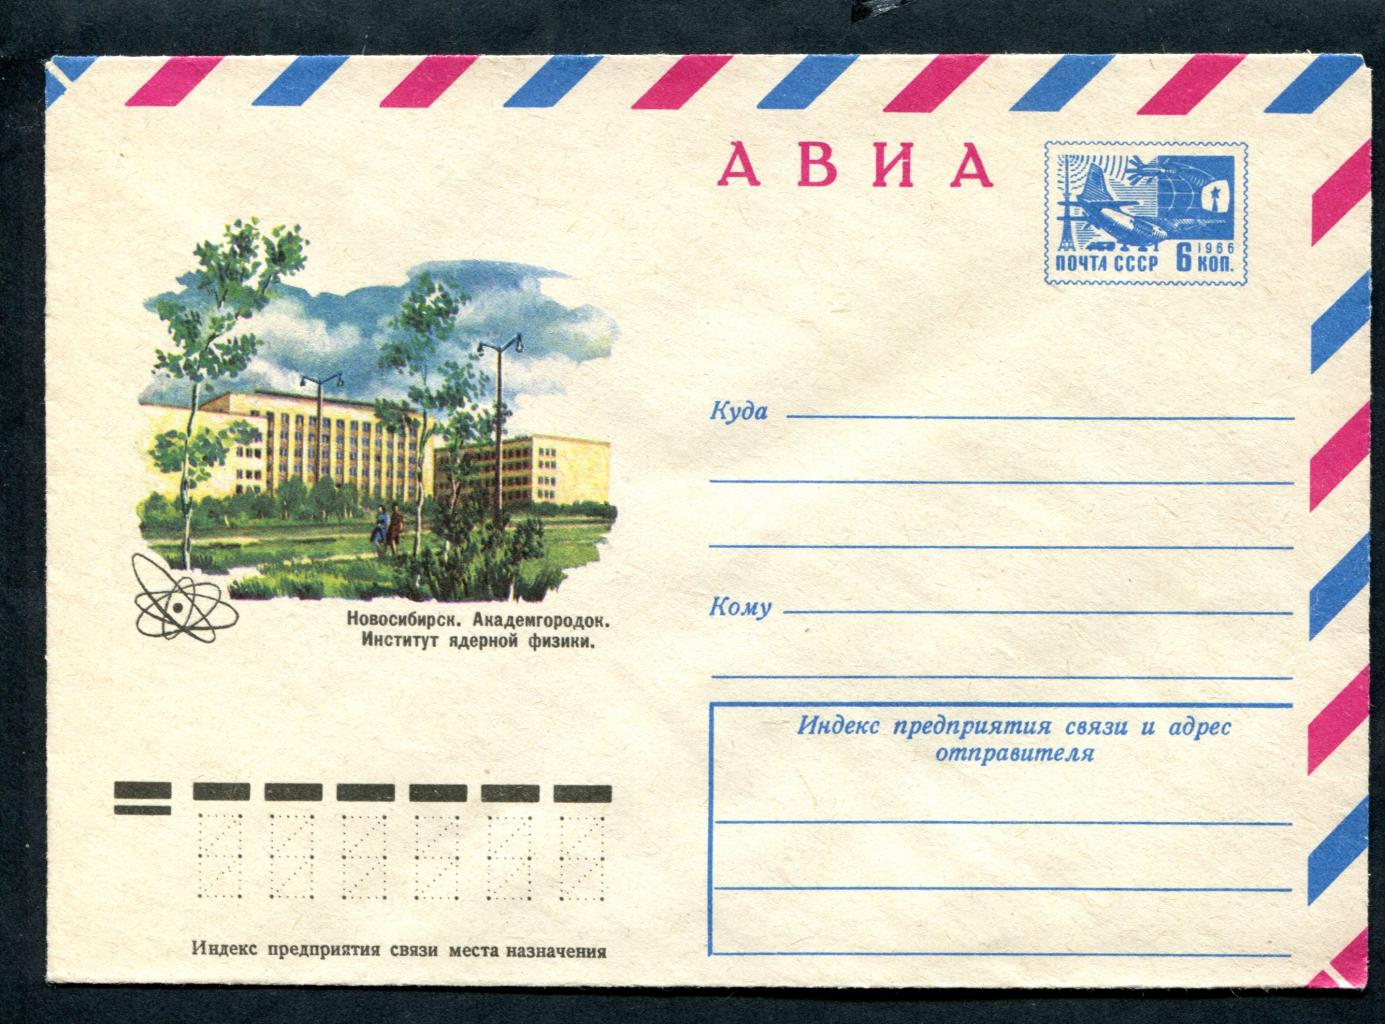 АВИА
1966
ПОЧТА СССР 6 КОП.
Куда
Новосибирск. Академгородок.
Институт ядерной физики.
Кому
Индекс предприятия связи и адрес
отправителя
Индекс предприятия связи места назначения